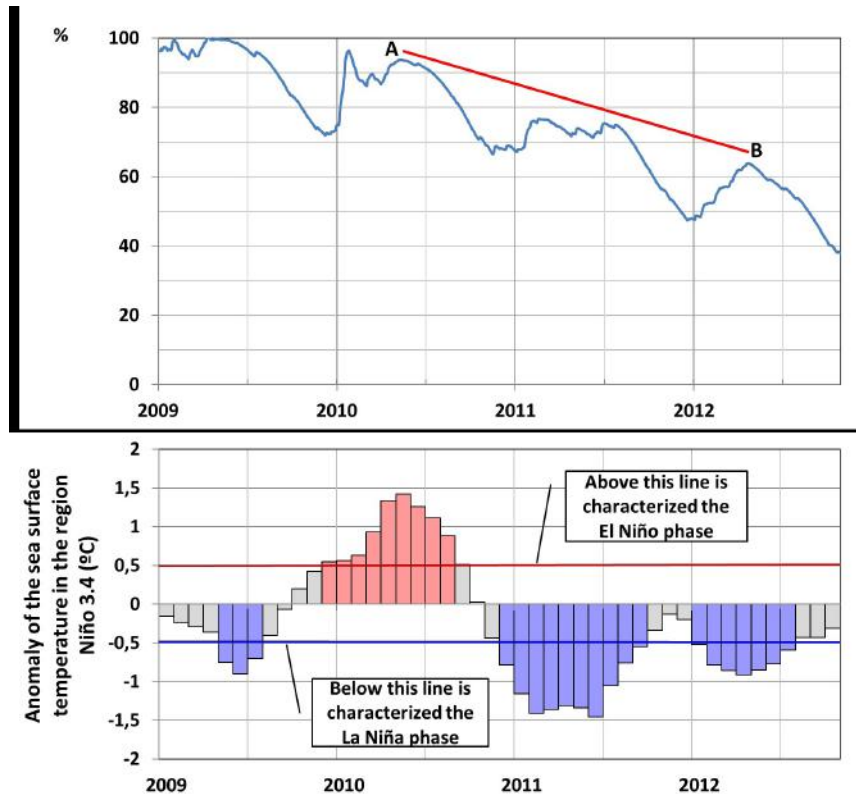 %
100
80
60
40
20
0
A
B
2009
2010
2011
2012
Anomaly of the sea surface
temperature in the region
Niño 3.4 (ºC)
2
1,5
1
0,5
0
-0,5
-1
-1,5
-2
Above this line is
characterized the
El Niño phase
Below this line is
characterized the
La Niña phase
2009
2010
2011
2012